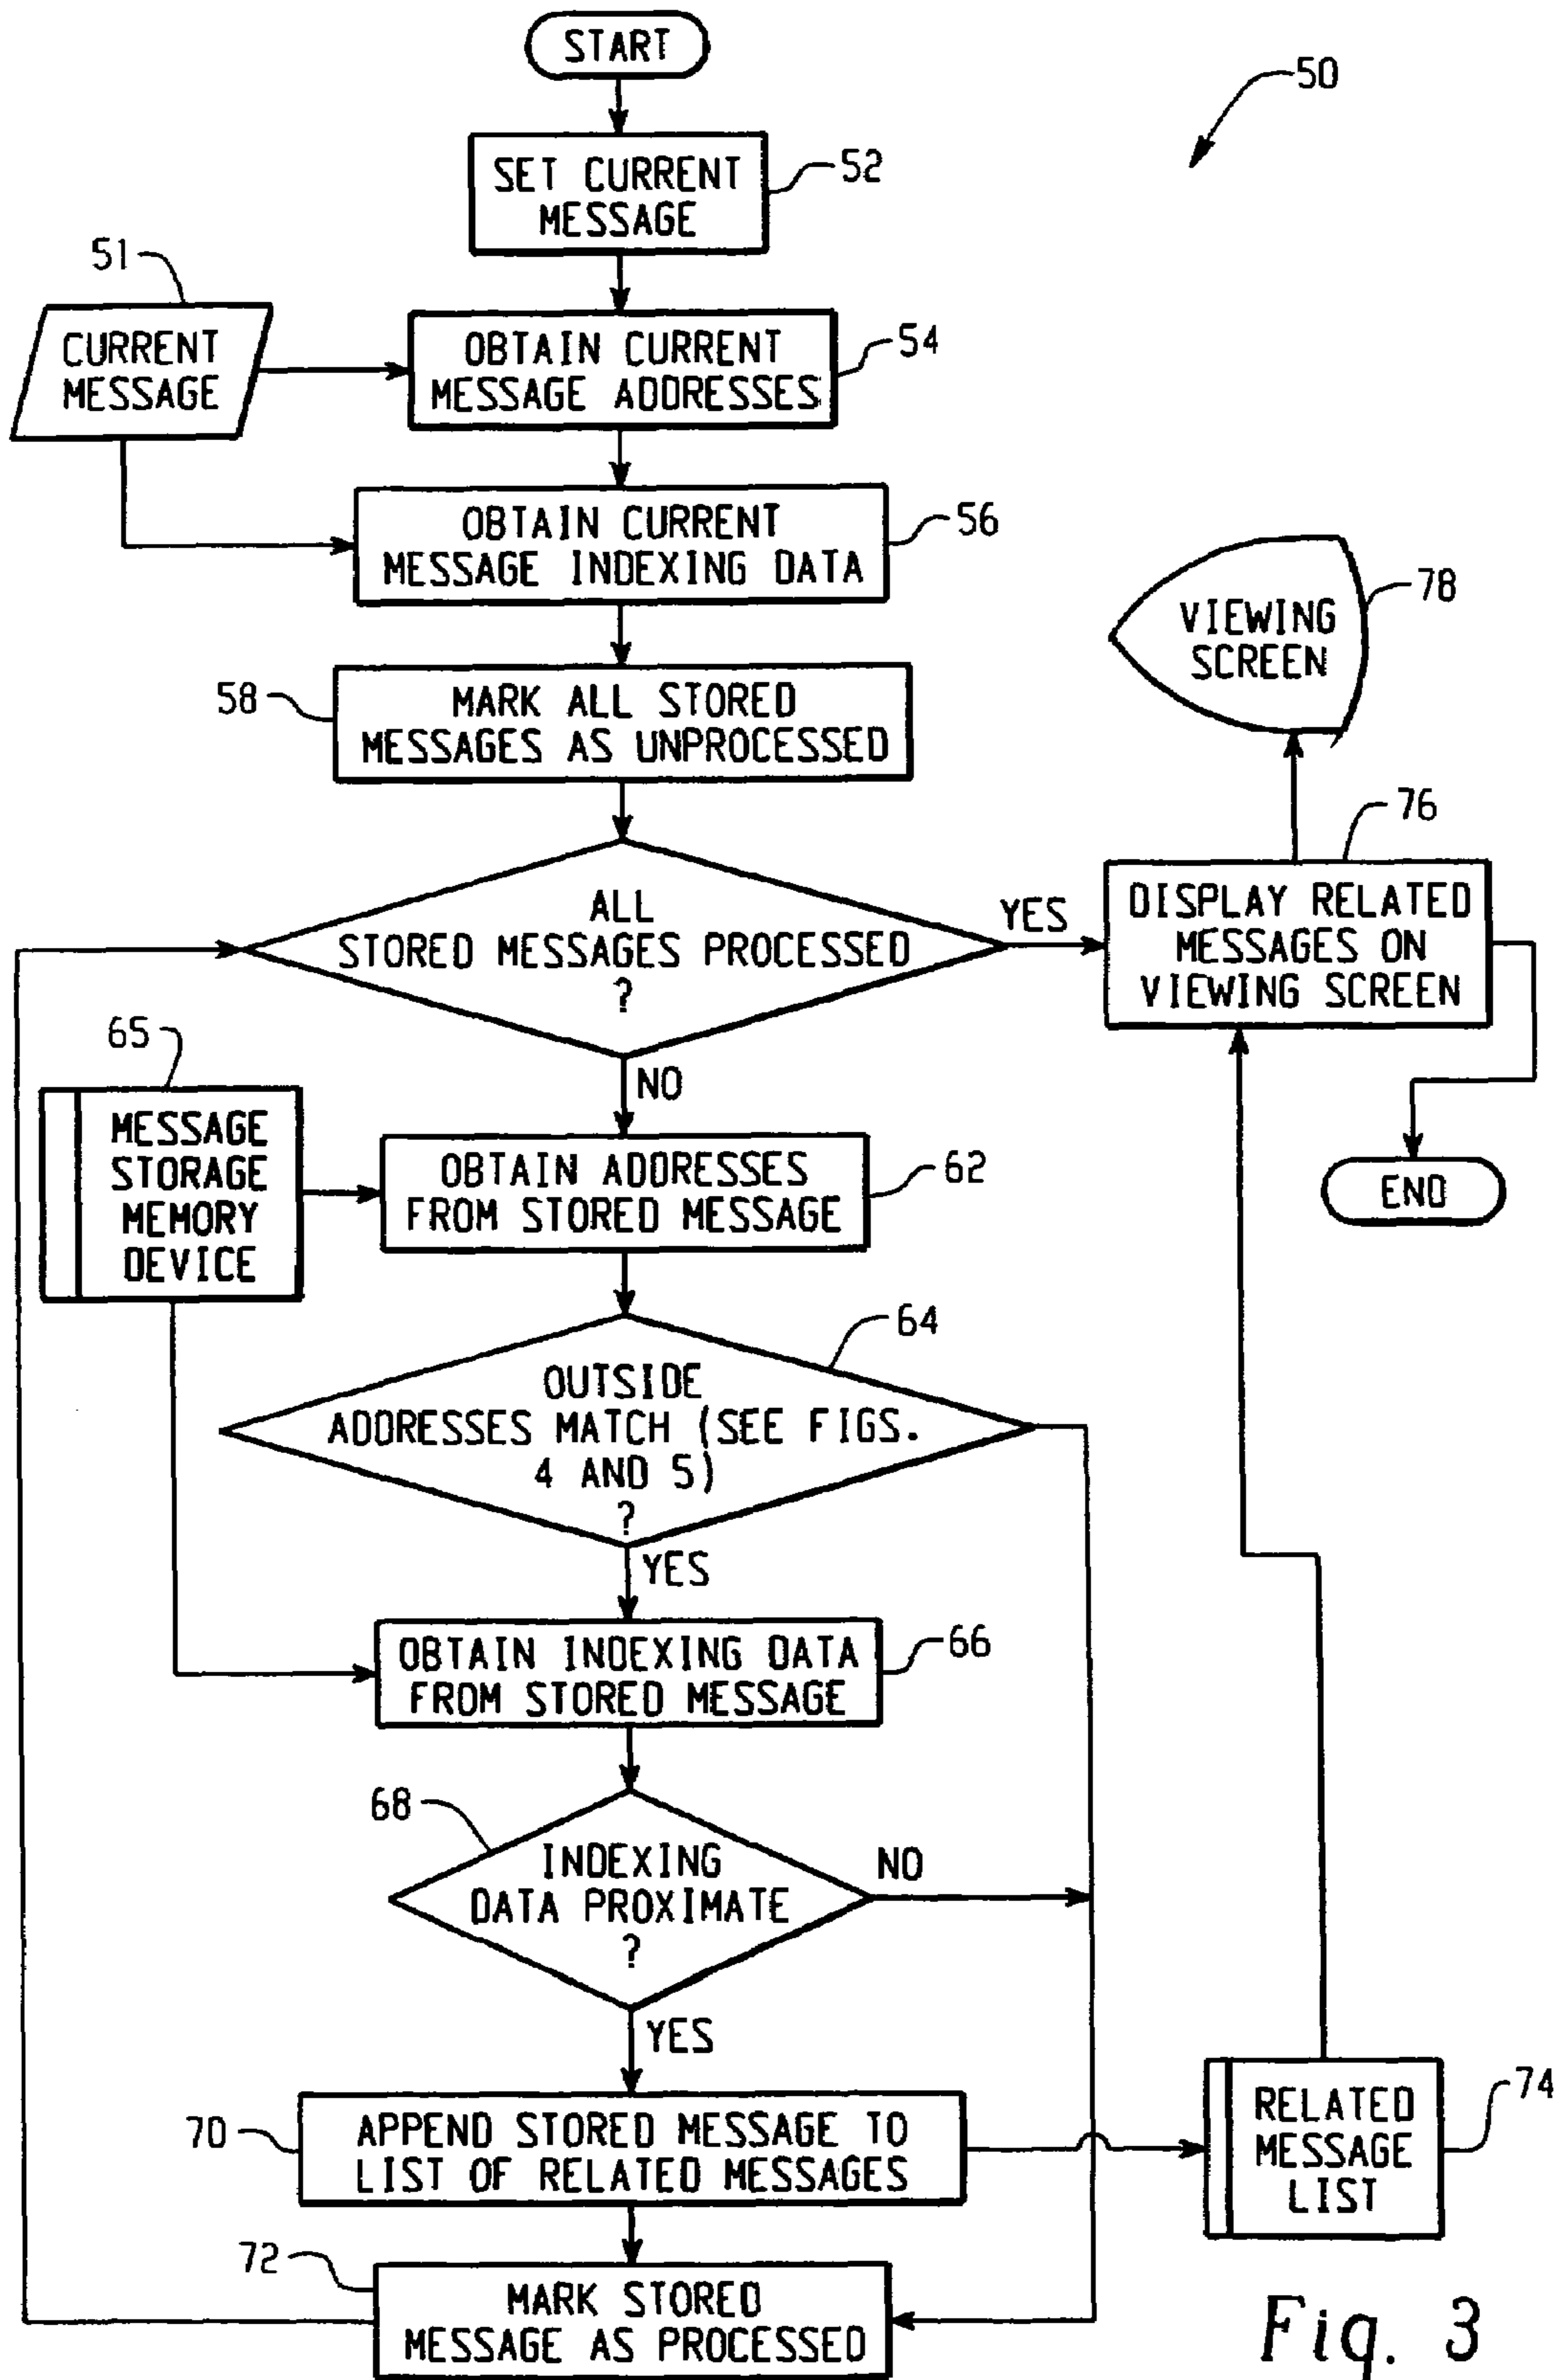 START
50
SET CURRENT
MESSAGE
52
51
CURRENT
MESSAGE
OBTAIN CURRENT
MESSAGE ADDRESSES
54
OBTAIN CURRENT
MESSAGE INDEXING DATA
56
58
MARK ALL STORED
MESSAGES AS UNPROCESSED
VIEWING
SCREEN
78
ALL
STORED MESSAGES PROCESSED
?
YES
76
DISPLAY RELATED
MESSAGES ON
VIEWING SCREEN
NO
65
MESSAGE
STORAGE
MEMORY
DEVICE
OBTAIN ADDRESSES
FROM STORED MESSAGE
62
END
64
OUTSIDE
ADDRESSES MATCH (SEE FIGS.
4 AND 5)
?
YES
OBTAIN INDEXING DATA
FROM STORED MESSAGE
66
68
INDEXING
DATA PROXIMATE
?
NO
YES
70
APPEND STORED MESSAGE TO
LIST OF RELATED MESSAGES
RELATED
MESSAGE
LIST
74
72
MARK STORED
MESSAGE AS PROCESSED
Fig. 3